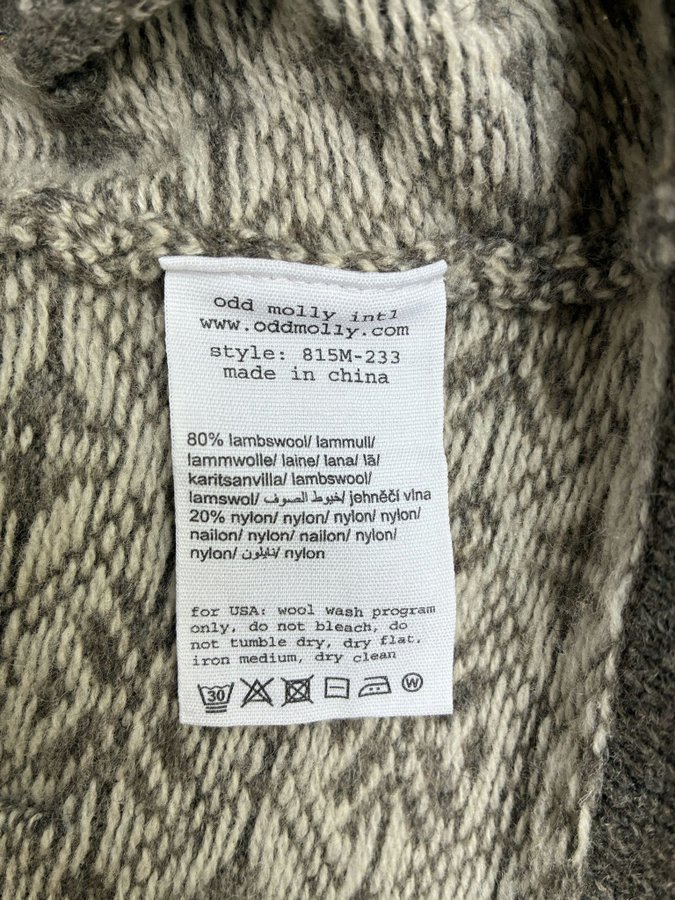 odd molly intl
www.oddmolly.com
style: 815M-233
made in china
80% lambswool/ lammull/
lammwolle/ laine/ lana/ lã/
karitsanvilla/ lambswool/
lamswol/ خيوط الصوف/ jehněčí vlna
20% nylon/ nylon/ nylon/ nylon/
nailon/ nylon/ nailon/ nylon/
nylon/ نايلون/ nylon
for USA: wool wash program
only, do not bleach, do
not tumble dry, dry flat,
iron medium, dry clean
30 W